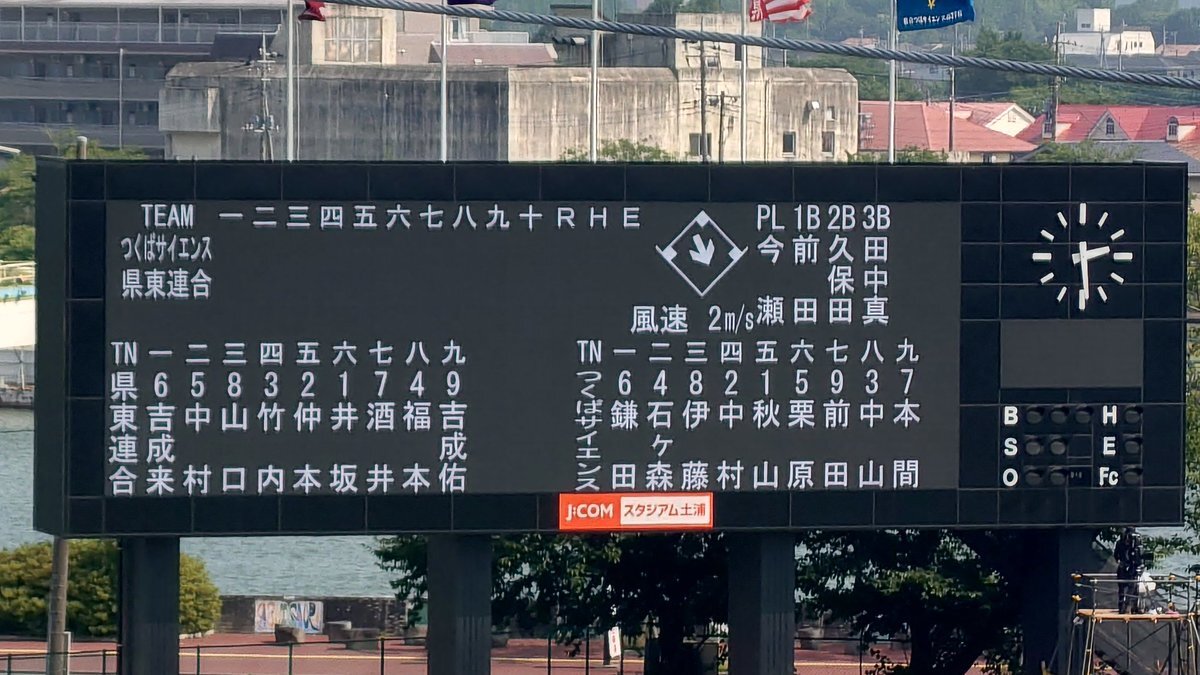 TEAM 一 二 三 四 五 六 七 八 九 十 R H E
つくばサイエンス
県東連合
PL 1B 2B 3B
今瀬 前田 久保田 田中真
風速 2m/s
TN 一 二 三 四 五 六 七 八 九
県東連合
6 5 8 3 2 1 7 4 9
吉成来 中村 山口 竹内 仲本 井坂 酒井 福本 吉成佑
TN 一 二 三 四 五 六 七 八 九
つくばサイエンス
6 4 8 2 1 5 9 3 7
鎌田 石ヶ森 伊藤 中村 秋山 栗原 前田 中山 本間
B H
S E
O Fc
J:COM スタジアム土浦